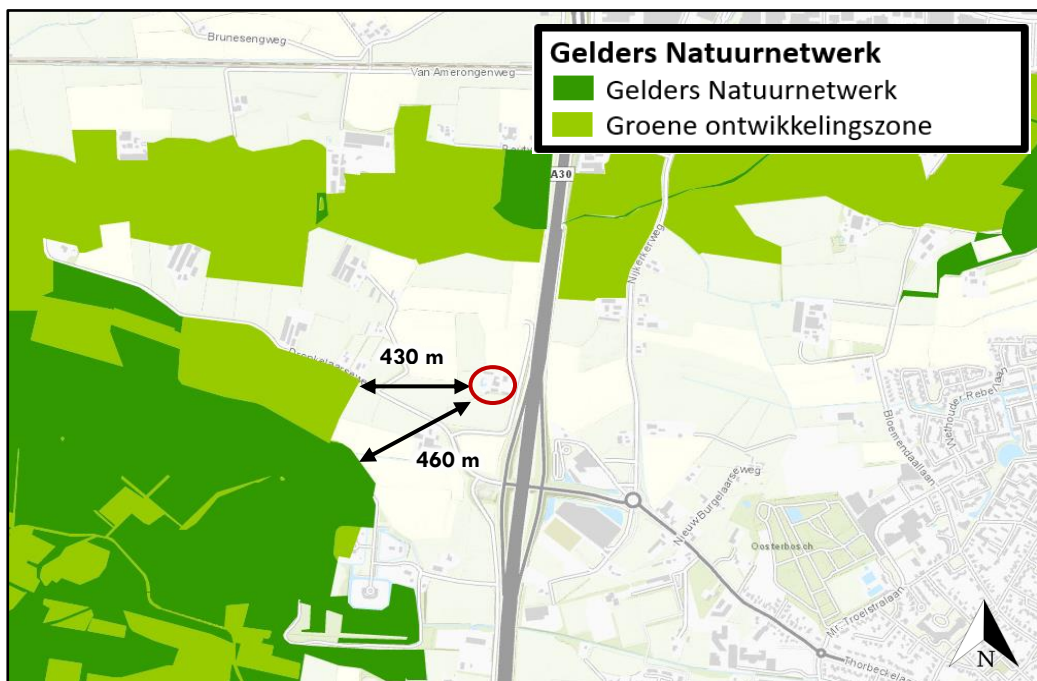 Brunesengweg
Van Amerongenweg
Gelders Natuurnetwerk
Gelders Natuurnetwerk
Groene ontwikkelingszone
A30
Nijkerkerweg
430 m
460 m
Bloemendaallaan
Nieuw Burgelaarseweg
Oosterbosch
Mr. Troelstralaan
N